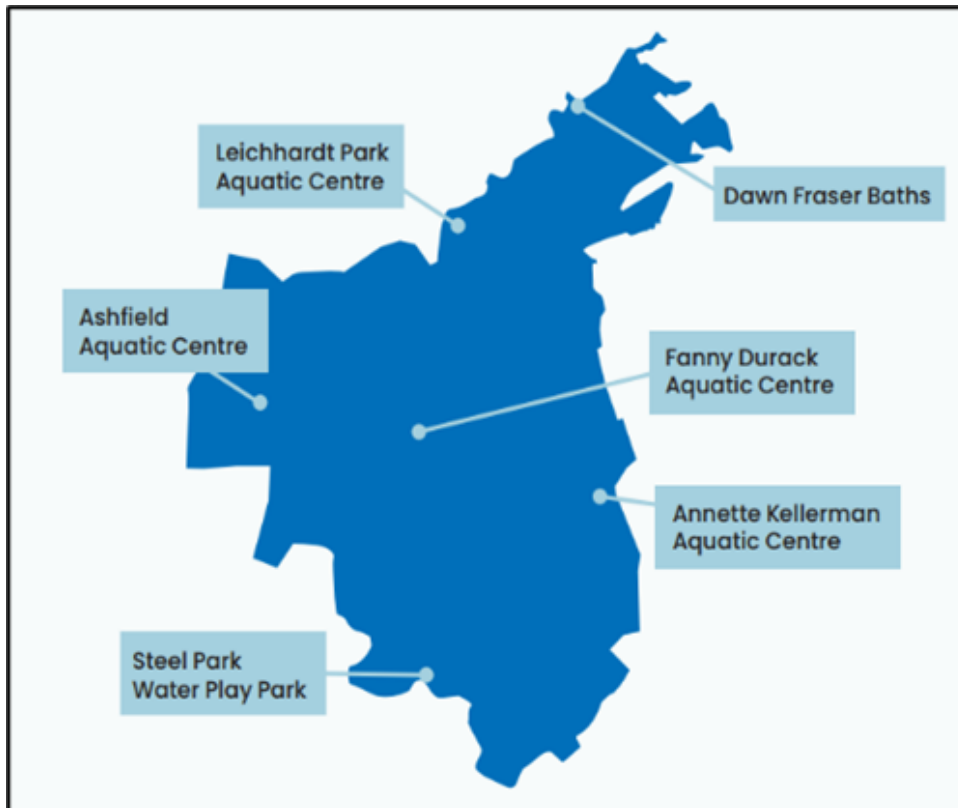 Leichhardt Park
Aquatic Centre
Dawn Fraser Baths
Ashfield
Aquatic Centre
Fanny Durack
Aquatic Centre
Annette Kellerman
Aquatic Centre
Steel Park
Water Play Park